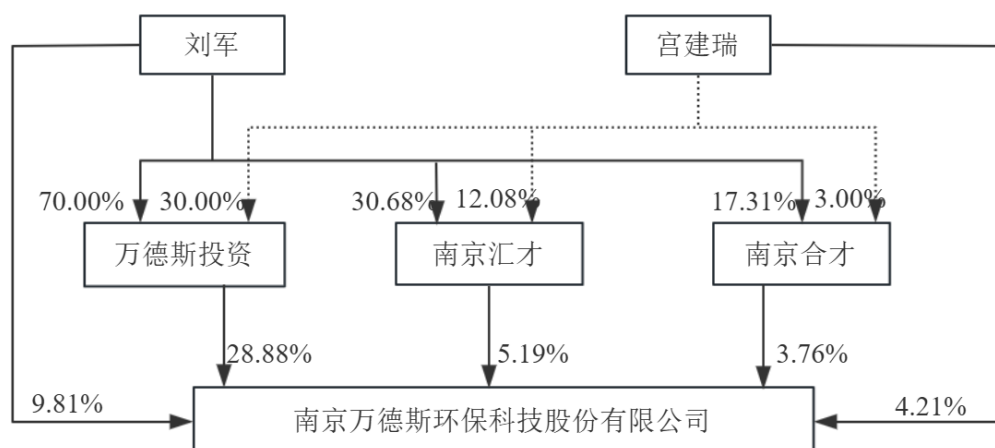 刘军
宫建瑞
70.00%
30.00%
30.68%
12.08%
17.31%
3.00%
万德斯投资
南京汇才
南京合才
28.88%
5.19%
3.76%
9.81%
南京万德斯环保科技股份有限公司
4.21%